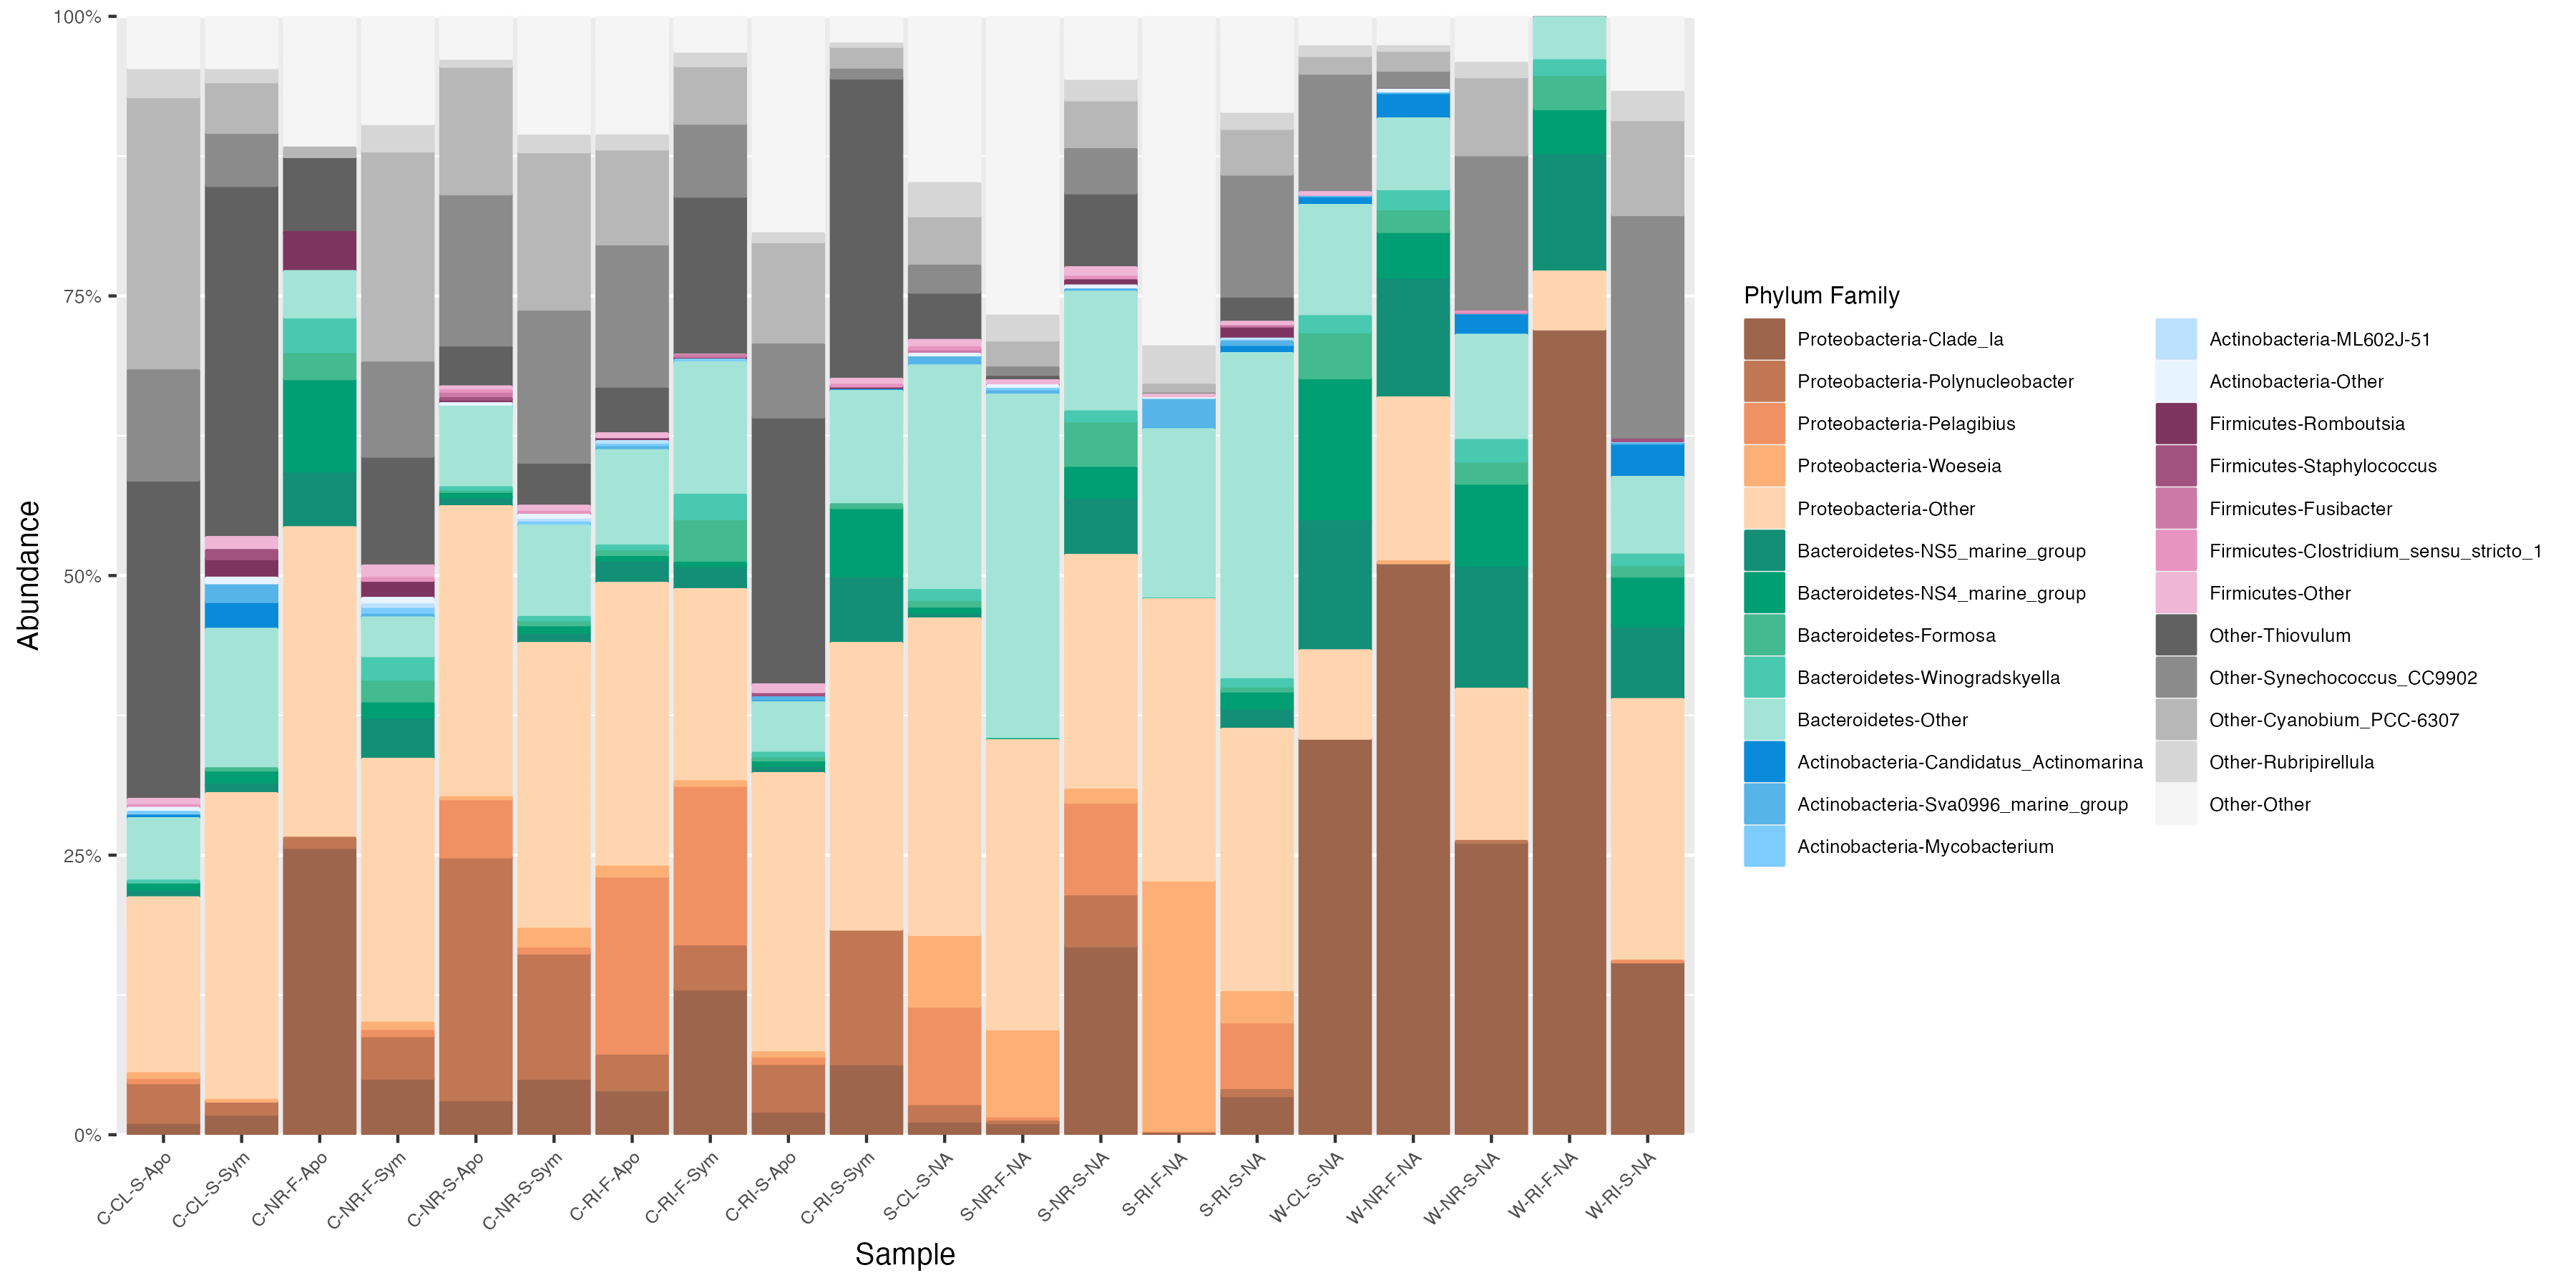 100%
75%
50%
25%
0%
Abundance
C-CL-S-Apo
C-CL-S-Sym
C-NR-F-Apo
C-NR-F-Sym
C-NR-S-Apo
C-NR-S-Sym
C-RI-F-Apo
C-RI-F-Sym
C-RI-S-Apo
C-RI-S-Sym
S-CL-S-NA
S-NR-F-NA
S-NR-S-NA
S-RI-F-NA
S-RI-S-NA
W-CL-S-NA
W-NR-F-NA
W-NR-S-NA
W-RI-F-NA
W-RI-S-NA
Sample
Phylum Family
Proteobacteria-Clade_Ia
Proteobacteria-Polynucleobacter
Proteobacteria-Pelagibius
Proteobacteria-Woeseia
Proteobacteria-Other
Bacteroidetes-NS5_marine_group
Bacteroidetes-NS4_marine_group
Bacteroidetes-Formosa
Bacteroidetes-Winogradskyella
Bacteroidetes-Other
Actinobacteria-Candidatus_Actinomarina
Actinobacteria-Sva0996_marine_group
Actinobacteria-Mycobacterium
Actinobacteria-ML602J-51
Actinobacteria-Other
Firmicutes-Romboutsia
Firmicutes-Staphylococcus
Firmicutes-Fusibacter
Firmicutes-Clostridium_sensu_stricto_1
Firmicutes-Other
Other-Thiovulum
Other-Synechococcus_CC9902
Other-Cyanobium_PCC-6307
Other-Rubripirellula
Other-Other